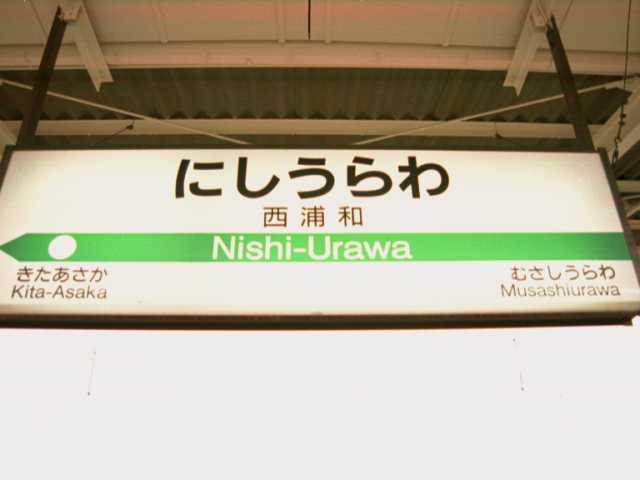 にしうらわ
西浦和
Nishi-Urawa
きたあさか
Kita-Asaka
むさしうらわ
Musashiurawa